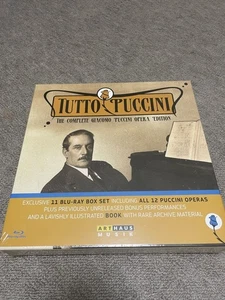 TUTTO PUCCINI
THE COMPLETE GIACOMO PUCCINI OPERA EDITION
EXCLUSIVE 11 BLU-RAY BOX SET INCLUDING ALL 12 PUCCINI OPERAS
PLUS PREVIOUSLY UNRELEASED BONUS PERFORMANCES
AND A LAVISHLY ILLUSTRATED BOOK WITH RARE ARCHIVE MATERIAL
ARTHAUS
MUSIK